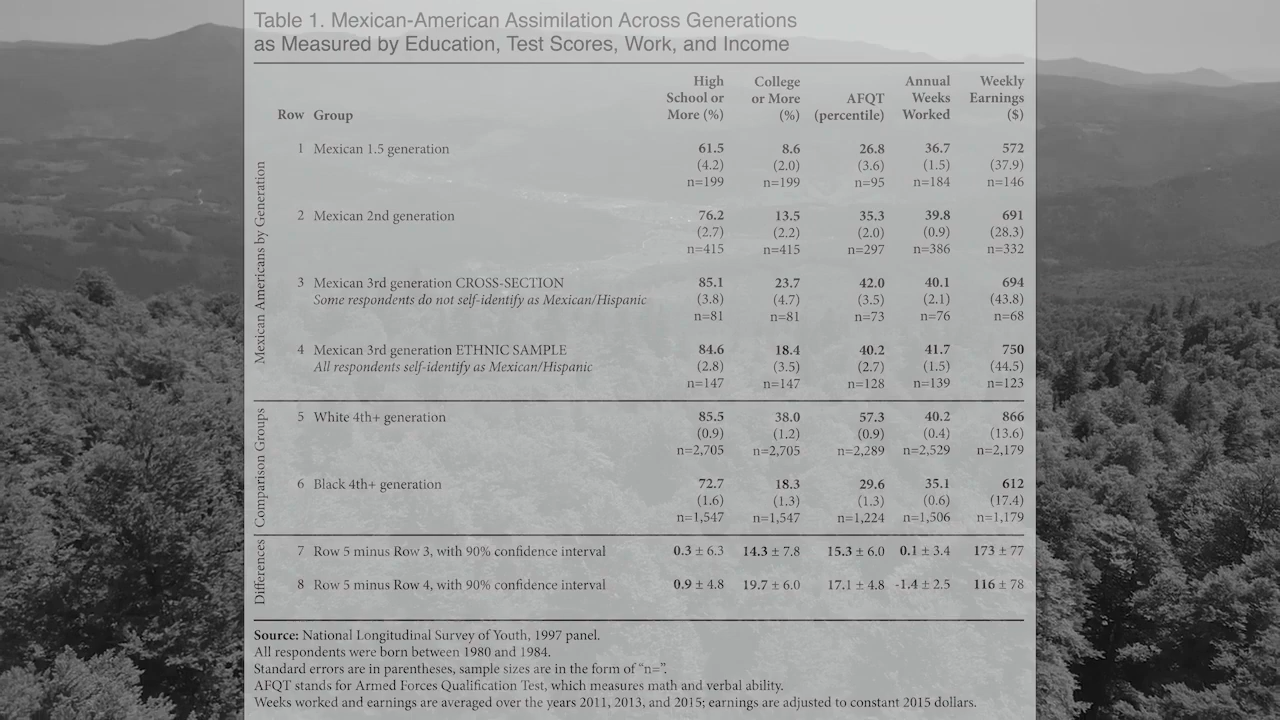 Table 1. Mexican-American Assimilation Across Generations
as Measured by Education, Test Scores, Work, and Income
Row Group High School or More (%) College or More (%) AFQT (percentile) Annual Weeks Worked Weekly Earnings ($)
Mexican Americans by Generation
1 Mexican 1.5 generation 61.5 8.6 26.8 36.7 572
(4.2) (2.0) (3.6) (1.5) (37.9)
n=199 n=199 n=95 n=184 n=146
2 Mexican 2nd generation 76.2 13.5 35.3 39.8 691
(2.7) (2.2) (2.0) (0.9) (28.3)
n=415 n=415 n=297 n=386 n=332
3 Mexican 3rd generation CROSS-SECTION 85.1 23.7 42.0 40.1 694
Some respondents do not self-identify as Mexican/Hispanic (3.8) (4.7) (3.5) (2.1) (43.8)
n=81 n=81 n=73 n=76 n=68
4 Mexican 3rd generation ETHNIC SAMPLE 84.6 18.4 40.2 41.7 750
All respondents self-identify as Mexican/Hispanic (2.8) (3.5) (2.7) (1.5) (44.5)
n=147 n=147 n=128 n=139 n=123
Comparison Groups
5 White 4th+ generation 85.5 38.0 57.3 40.2 866
(0.9) (1.2) (0.9) (0.4) (13.6)
n=2,705 n=2,705 n=2,289 n=2,529 n=2,179
6 Black 4th+ generation 72.7 18.3 29.6 35.1 612
(1.6) (1.3) (1.3) (0.6) (17.4)
n=1,547 n=1,547 n=1,224 n=1,506 n=1,179
Differences
7 Row 5 minus Row 3, with 90% confidence interval 0.3 ± 6.3 14.3 ± 7.8 15.3 ± 6.0 0.1 ± 3.4 173 ± 77
8 Row 5 minus Row 4, with 90% confidence interval 0.9 ± 4.8 19.7 ± 6.0 17.1 ± 4.8 -1.4 ± 2.5 116 ± 78
Source: National Longitudinal Survey of Youth, 1997 panel.
All respondents were born between 1980 and 1984.
Standard errors are in parentheses, sample sizes are in the form of “n=”.
AFQT stands for Armed Forces Qualification Test, which measures math and verbal ability.
Weeks worked and earnings are averaged over the years 2011, 2013, and 2015; earnings are adjusted to constant 2015 dollars.